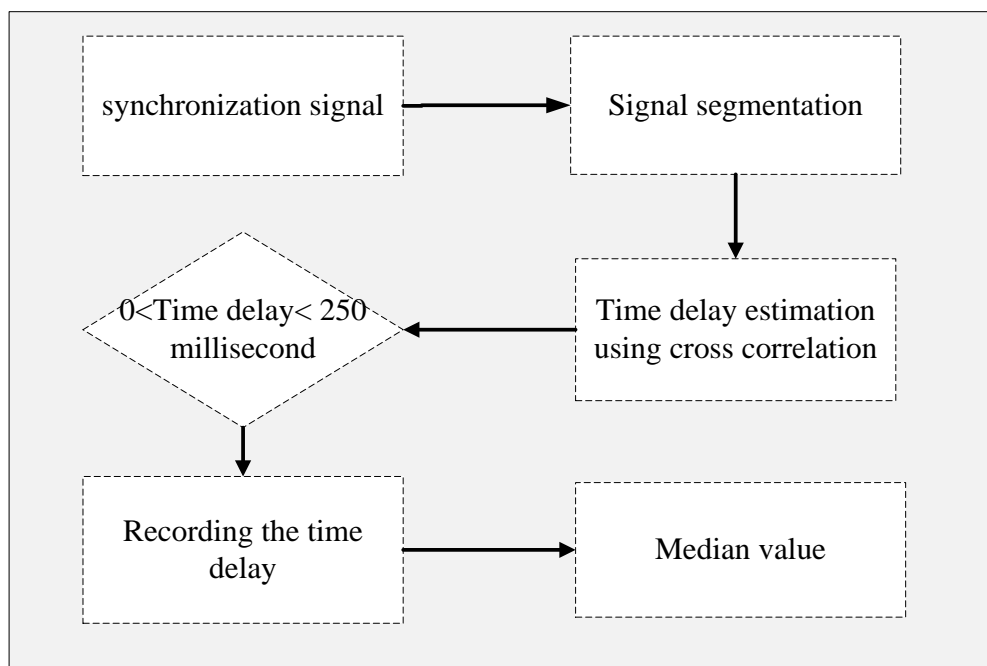 synchronization signal
Signal segmentation
Time delay estimation
using cross correlation
0<Time delay< 250
millisecond
Recording the time
delay
Median value